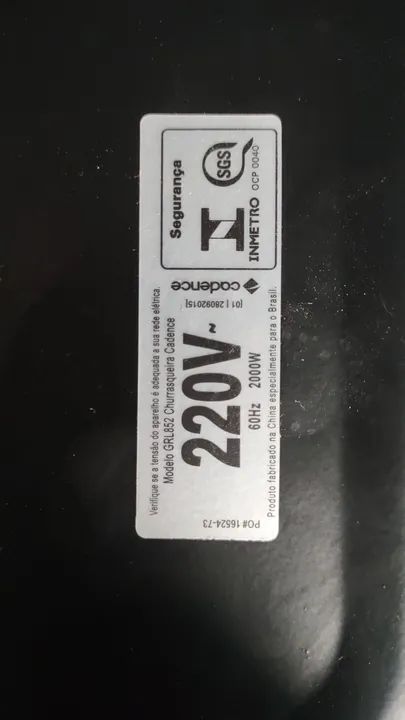 Verifique se a tensão do aparelho é adequada a sua rede elétrica.
Modelo GRL852 Churrasqueira Cadence
220V~
60Hz 2000W
Produto fabricado na China especialmente para o Brasil.
PO# 16524-73
[01 | 28092015]
cadence
Segurança
SGS
INMETRO
OCP 0040